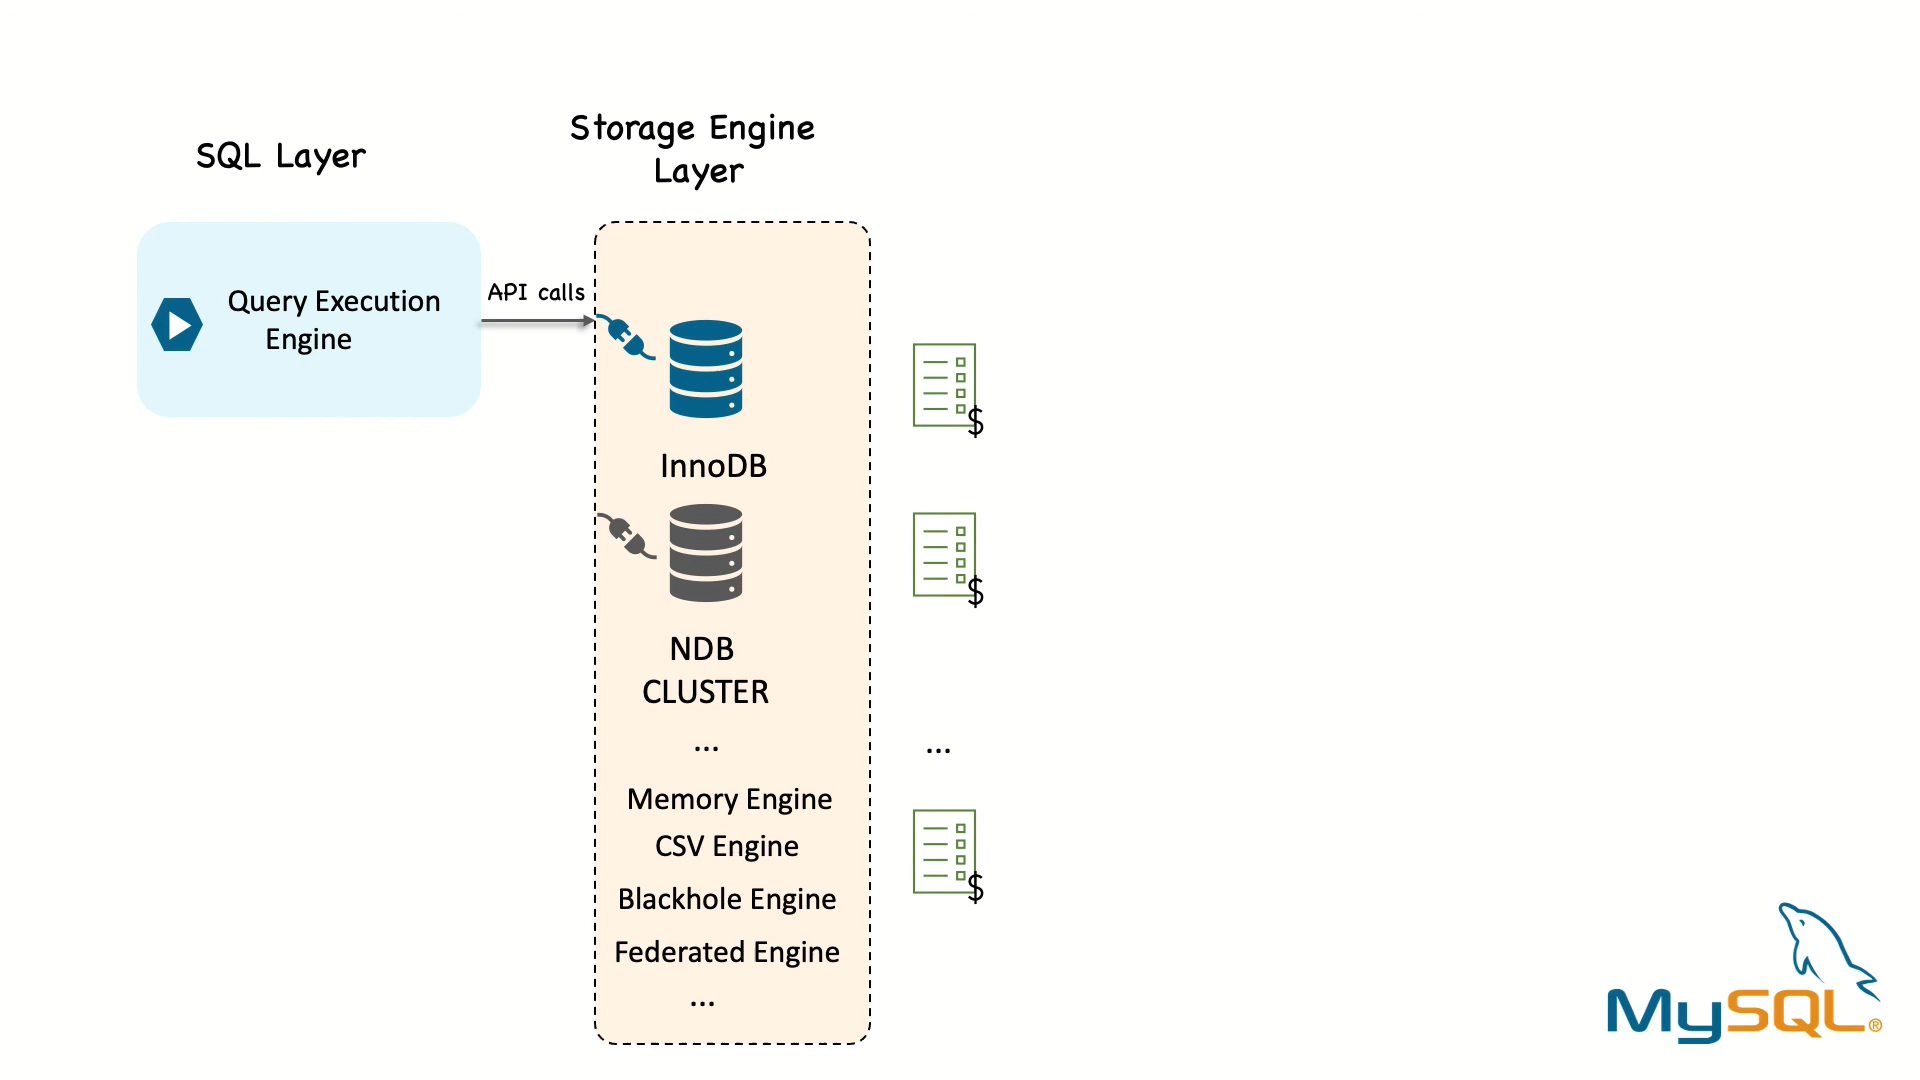 SQL Layer
Storage Engine
Layer
Query Execution
Engine
API calls
InnoDB
$
NDB
CLUSTER
$
...
...
Memory Engine
CSV Engine
$
Blackhole Engine
Federated Engine
...
MySQL®